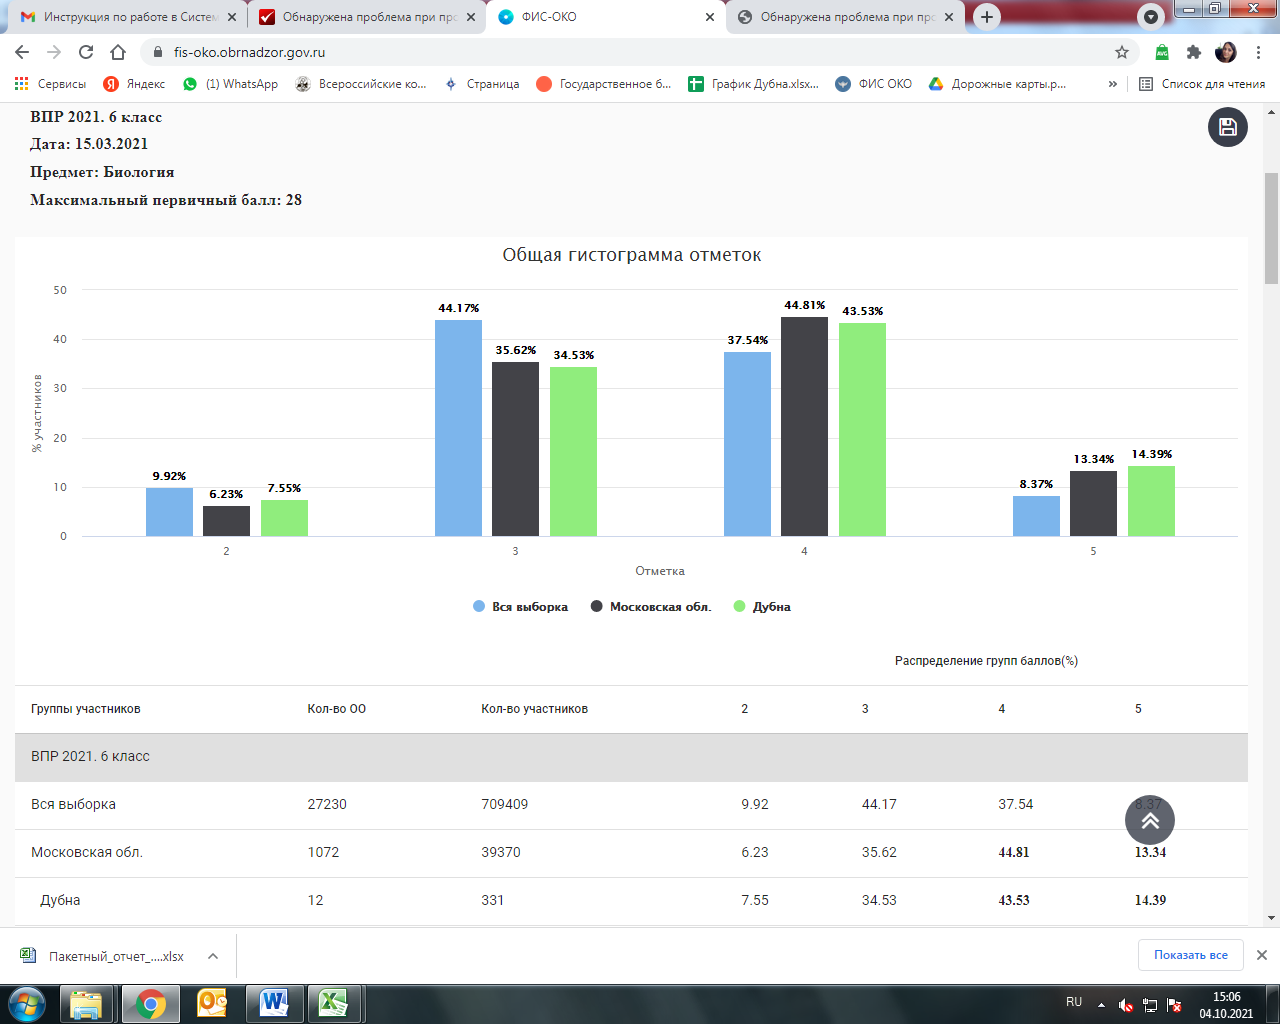 Инструкция по работе в Систем
Обнаружена проблема при про
ФИС-ОКО
Обнаружена проблема при про
fis-oko.obrnadzor.gov.ru
Сервисы
Яндекс
(1) WhatsApp
Всероссийские ко...
Страница
Государственное б...
График Дубна.xlsx...
ФИС ОКО
Дорожные карты.р...
»
Список для чтения
ВПР 2021. 6 класс
Дата: 15.03.2021
Предмет: Биология
Максимальный первичный балл: 28
Общая гистограмма отметок
% участников
50
40
30
20
10
0
9.92% 6.23% 7.55%
44.17% 35.62% 34.53%
37.54% 44.81% 43.53%
8.37% 13.34% 14.39%
2 3 4 5
Отметка
Вся выборка Московская обл. Дубна
Распределение групп баллов(%)
Группы участников Кол-во ОО Кол-во участников 2 3 4 5
ВПР 2021. 6 класс
Вся выборка 27230 709409 9.92 44.17 37.54 8.37
Московская обл. 1072 39370 6.23 35.62 44.81 13.34
Дубна 12 331 7.55 34.53 43.53 14.39
Пакетный_отчет_....xlsx
Показать все
RU
15:06
04.10.2021